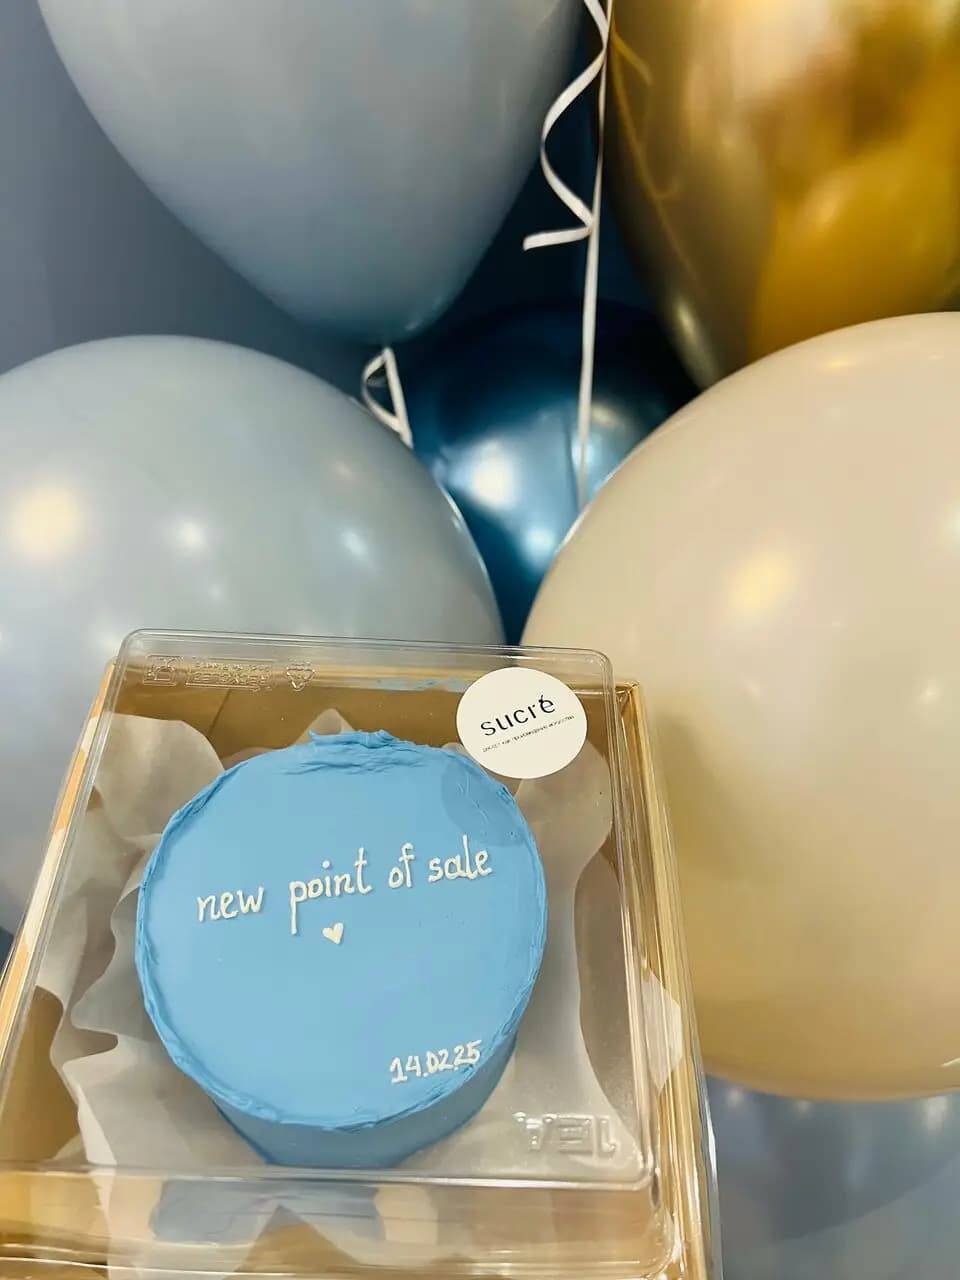 sucré
new point of sale
14.02.25